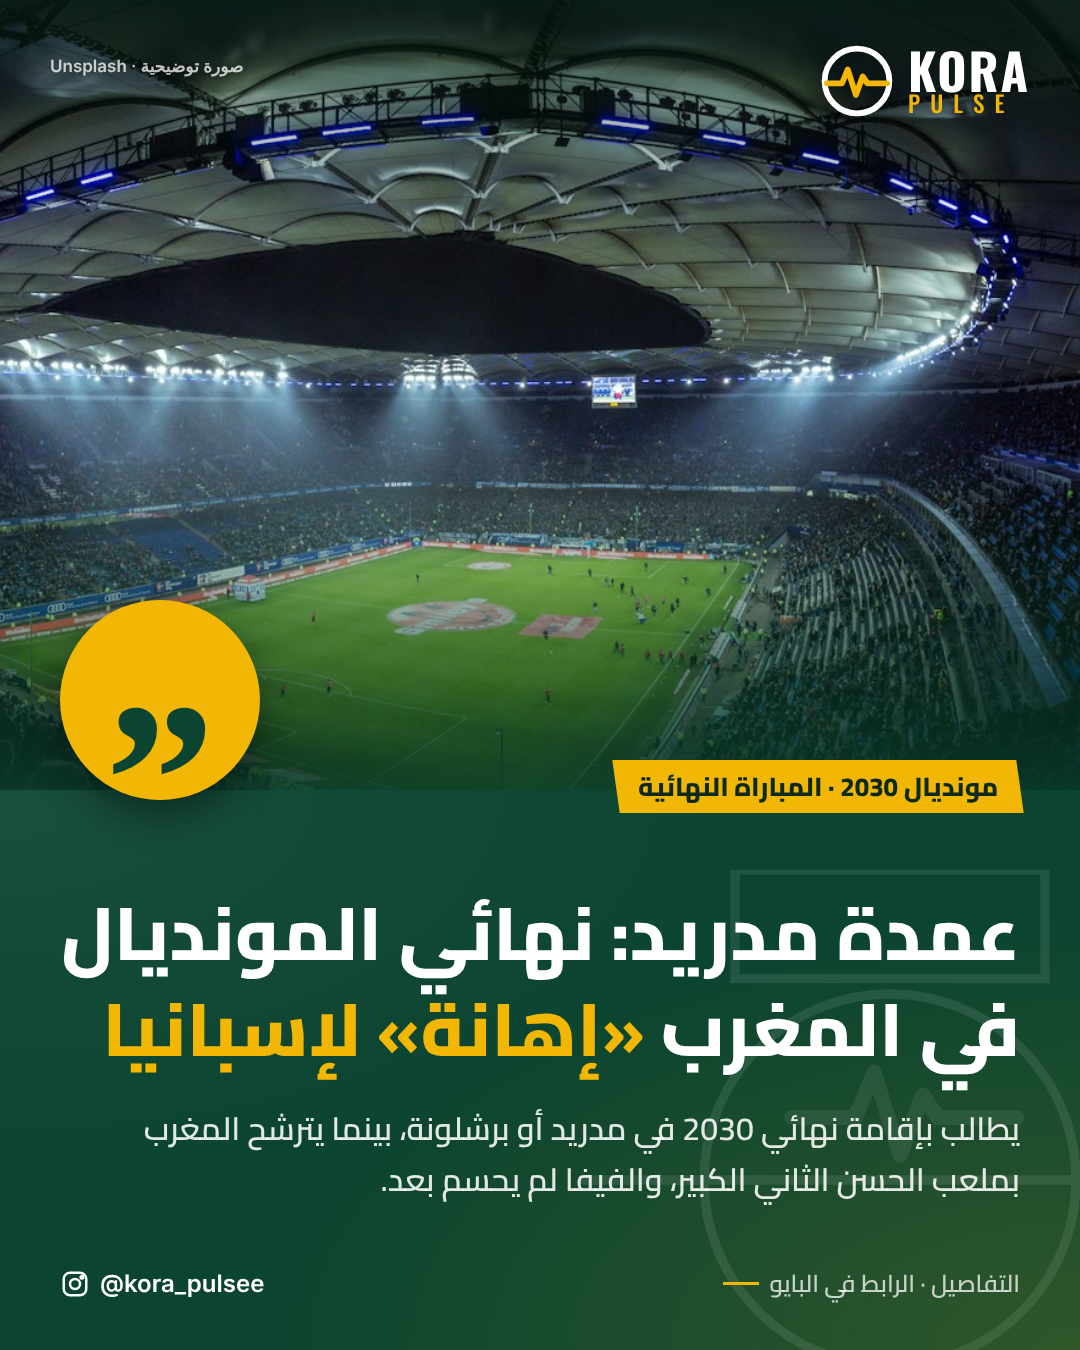 صورة توضيحية · Unsplash
KORA
PULSE
”
مونديال 2030 · المباراة النهائية
عمدة مدريد: نهائي المونديال
في المغرب «إهانة» لإسبانيا
يطالب بإقامة نهائي 2030 في مدريد أو برشلونة، بينما يترشح المغرب
بملعب الحسن الثاني الكبير، والفيفا لم يحسم بعد.
التفاصيل · الرابط في البايو
@kora_pulsee